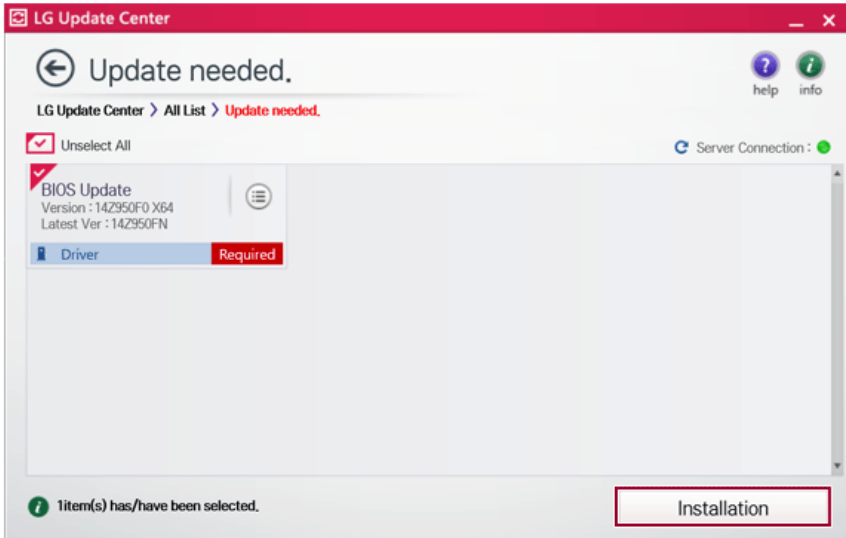 LG Update Center
Update needed.
help
info
LG Update Center > All List > Update needed.
Unselect All
Server Connection :
BIOS Update
Version : 14Z950F0 X64
Latest Ver : 14Z950FN
Driver
Required
1item(s) has/have been selected.
Installation